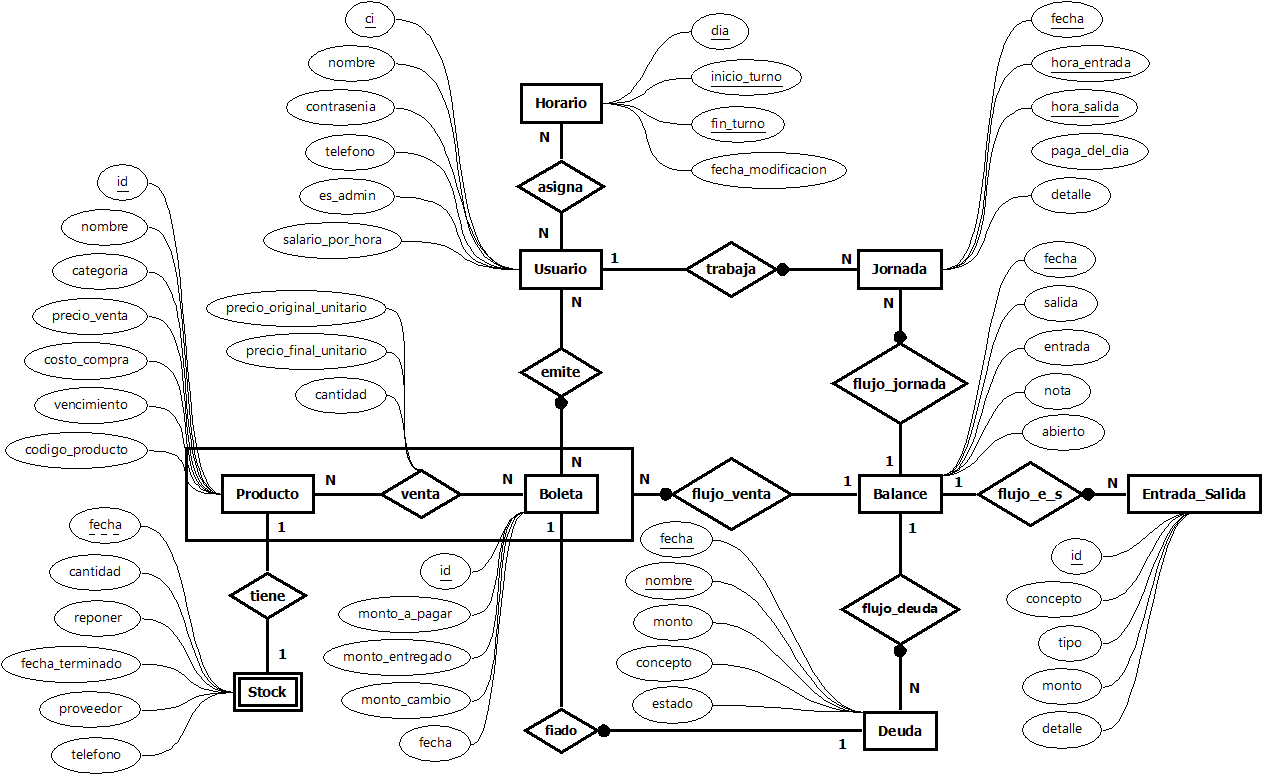 ci
nombre
contrasenia
telefono
es_admin
salario_por_hora
Horario
dia
inicio_turno
fin_turno
fecha_modificacion
N
asigna
N
Usuario
1
trabaja
N
Jornada
fecha
hora_entrada
hora_salida
paga_del_dia
detalle
N
flujo_jornada
1
N
emite
N
id
nombre
categoria
precio_venta
costo_compra
vencimiento
codigo_producto
precio_original_unitario
precio_final_unitario
cantidad
fecha
salida
entrada
nota
abierto
Producto
N
venta
N
Boleta
N
flujo_venta
1
Balance
1
flujo_e_s
N
Entrada_Salida
1
tiene
1
Stock
fecha
cantidad
reponer
fecha_terminado
proveedor
telefono
1
id
monto_a_pagar
monto_entregado
monto_cambio
fecha
fecha
nombre
monto
concepto
estado
1
flujo_deuda
N
id
concepto
tipo
monto
detalle
fiado
1
Deuda